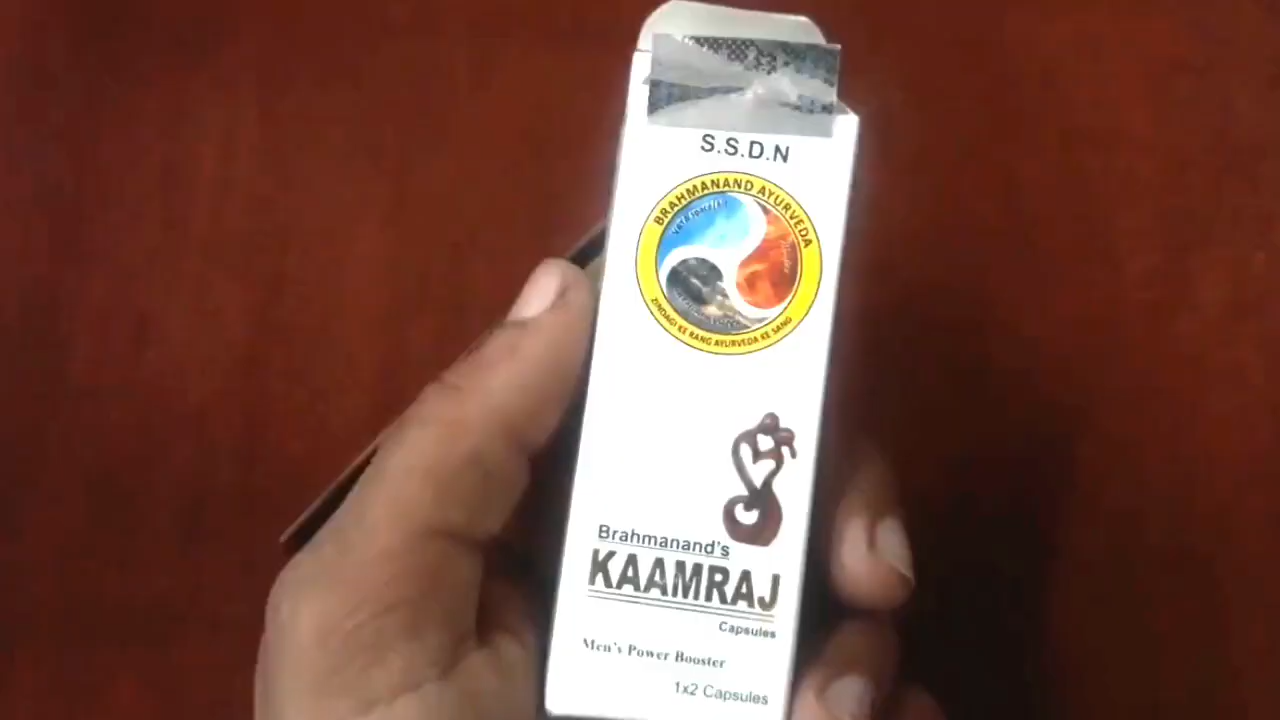 S.S.D.N
BRAHMANAND AYURVEDA
ZINDAGI KE RANG AYURVEDA KE SANG
Brahmanand's
KAAMRAJ
Capsules
Men's Power Booster
1x2 Capsules